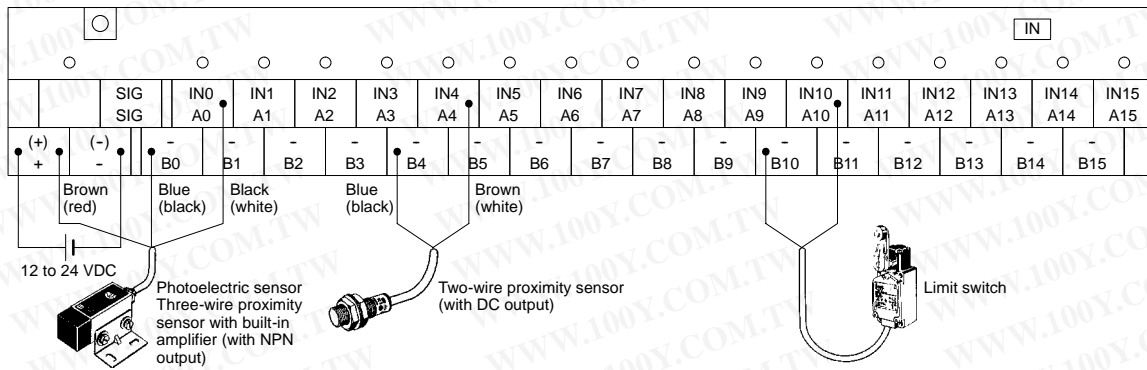 IN
SIG IN0 IN1 IN2 IN3 IN4 IN5 IN6 IN7 IN8 IN9 IN10 IN11 IN12 IN13 IN14 IN15
SIG A0 A1 A2 A3 A4 A5 A6 A7 A8 A9 A10 A11 A12 A13 A14 A15
(+) (-) - - - - - - - - - - - - - - - -
+ - B0 B1 B2 B3 B4 B5 B6 B7 B8 B9 B10 B11 B12 B13 B14 B15
Brown
(red)
Blue
(black)
Black
(white)
Blue
(black)
Brown
(white)
12 to 24 VDC
Photoelectric sensor
Three-wire proximity
sensor with built-in
amplifier (with NPN
output)
Two-wire proximity sensor
(with DC output)
Limit switch
WWW.100Y.COM.TW